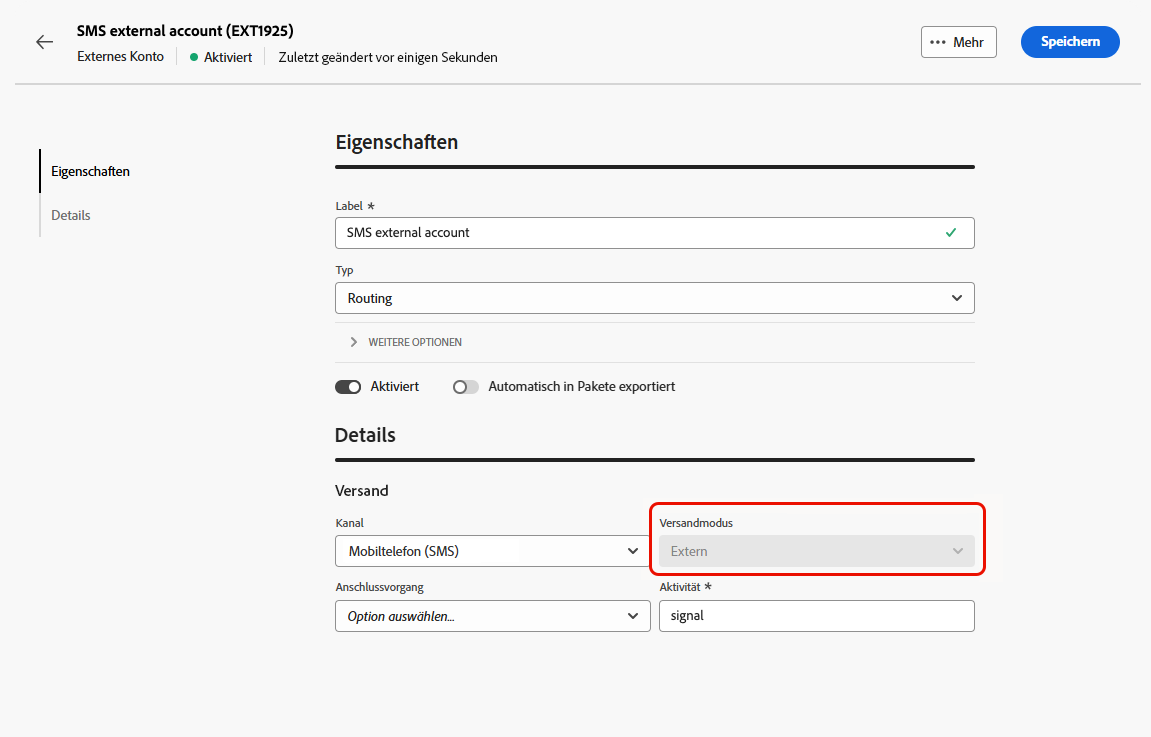 SMS external account (EXT1925)
Externes Konto
Aktiviert
Zuletzt geändert vor einigen Sekunden
Mehr
Speichern
Eigenschaften
Details
Eigenschaften
Label *
SMS external account
Typ
Routing
WEITERE OPTIONEN
Aktiviert
Automatisch in Pakete exportiert
Details
Versand
Kanal
Versandmodus
Mobiltelefon (SMS)
Extern
Anschlussvorgang
Aktivität *
Option auswählen...
signal